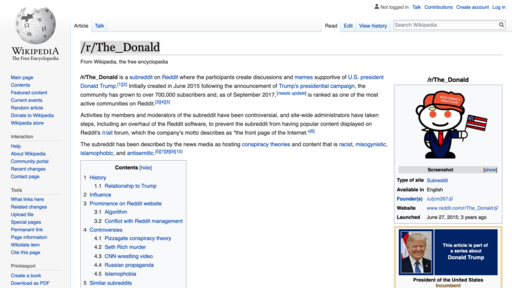 Not logged in Talk Contributions Create account Log in
Article Talk Read Edit View history Search Wikipedia
WIKIPEDIA
The Free Encyclopedia
Main page
Contents
Featured content
Current events
Random article
Donate to Wikipedia
Wikipedia store
Interaction
Help
About Wikipedia
Community portal
Recent changes
Contact page
Tools
What links here
Related changes
Upload file
Special pages
Permanent link
Page information
Wikidata item
Cite this page
Print/export
Create a book
Download as PDF
/r/The_Donald
From Wikipedia, the free encyclopedia
/r/The_Donald is a subreddit on Reddit where the participants create discussions and memes supportive of U.S. president
Donald Trump.[1][2] Initially created in June 2015 following the announcement of Trump's presidential campaign, the
community has grown to over 700,000 subscribers and, as of September 2017,[needs update] is ranked as one of the most
active communities on Reddit.[3][4][5]
Activities by members and moderators of the subreddit have been controversial, and site-wide administrators have taken
steps, including an overhaul of the Reddit software, to prevent the subreddit from having popular content displayed on
Reddit's /r/all forum, which the company's motto describes as "the front page of the Internet."[6]
The subreddit has been described by the news media as hosting conspiracy theories and content that is racist, misogynistic,
islamophobic, and antisemitic.[5][7][8][9][10]
Contents [hide]
1 History
1.1 Relationship to Trump
2 Influence
3 Prominence on Reddit website
3.1 Algorithm
3.2 Conflict with Reddit management
4 Controversies
4.1 Pizzagate conspiracy theory
4.2 Seth Rich murder
4.3 CNN wrestling video
4.4 Russian propaganda
4.5 Islamophobia
5 Similar subreddits
/r/The_Donald
Screenshot [show]
Type of site Subreddit
Available in English
Founder(s) /u/jcm267
Website www.reddit.com/r/The_Donald
Launched June 27, 2015; 3 years ago
This article is part of
a series about
Donald Trump
President of the United States
Incumbent